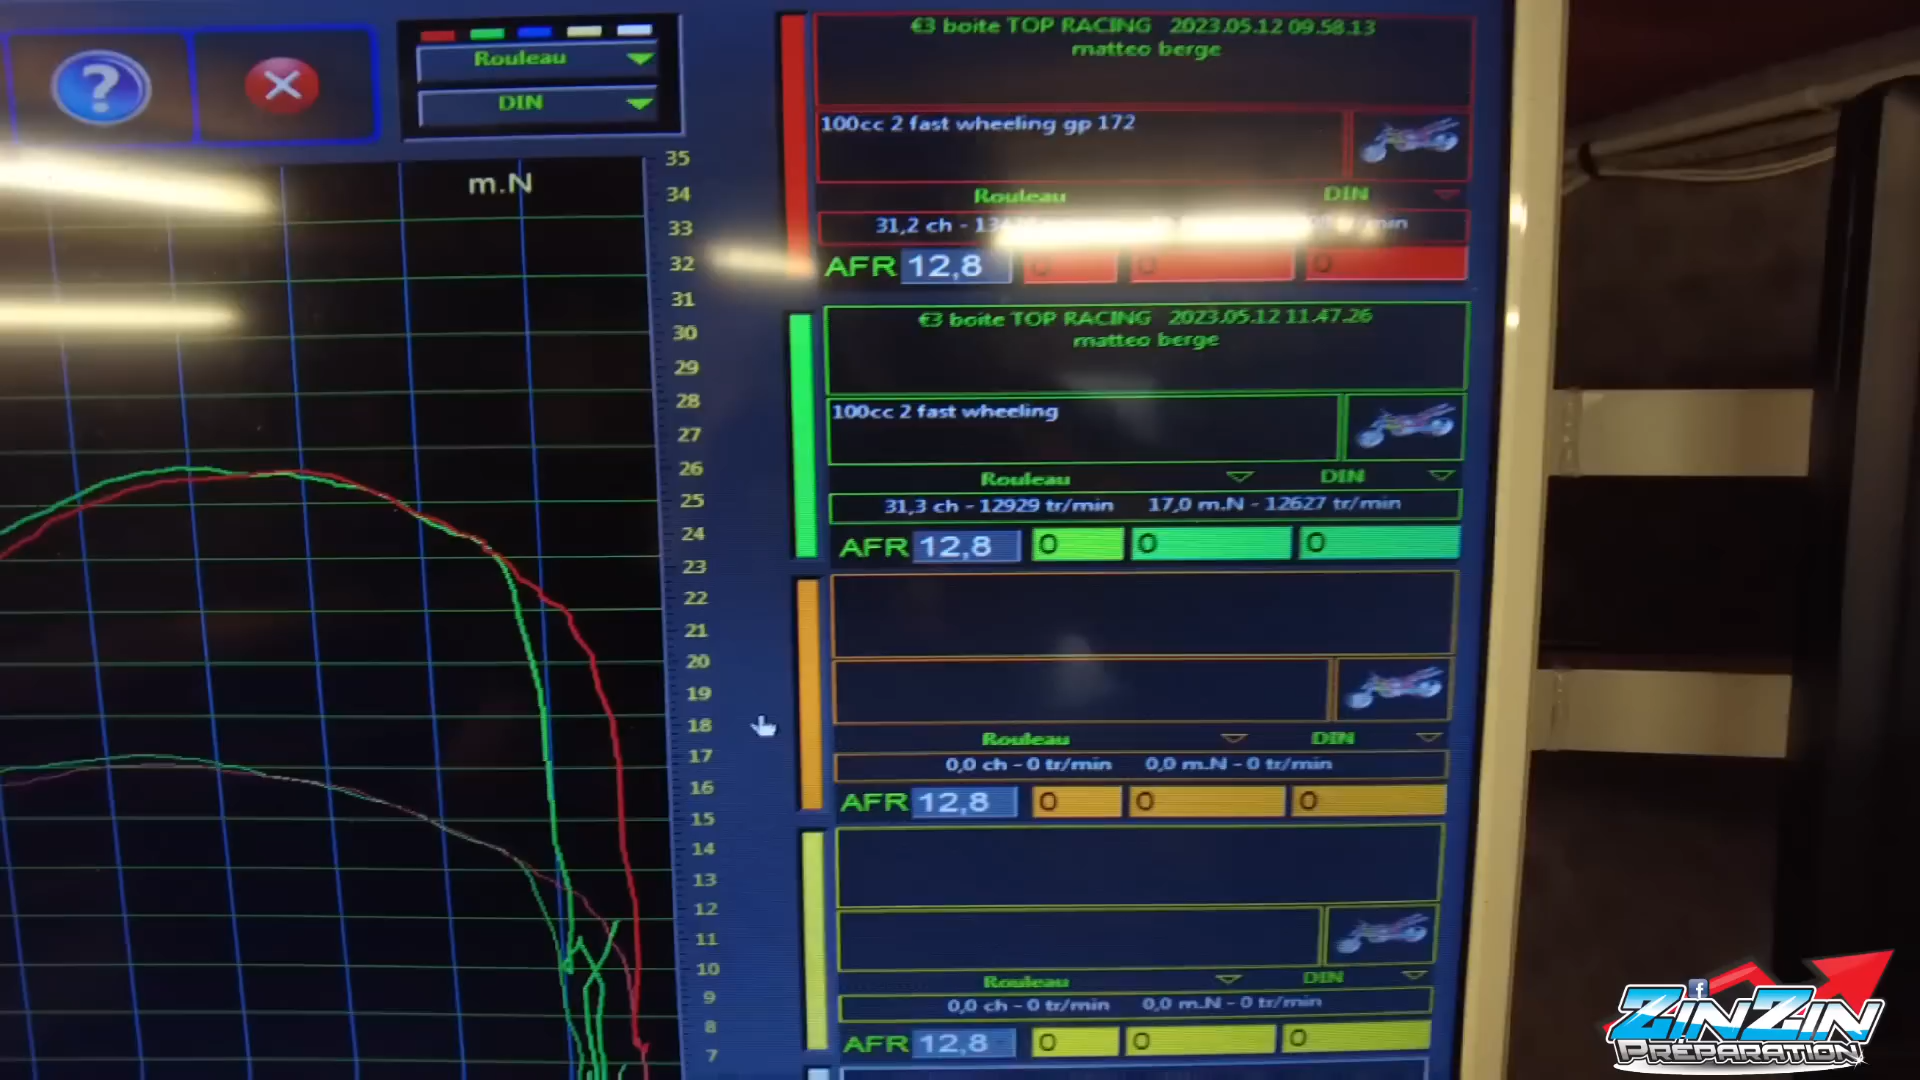 Rouleau
DIN
m.N
35
34
33
32
31
30
29
28
27
26
25
24
23
22
21
20
19
18
17
16
15
14
13
12
11
10
9
8
7
€3 boite TOP RACING 2023.05.12 09.58.13
matteo berge
100cc 2 fast wheeling gp 172
Rouleau DIN
31,2 ch -
AFR 12,8 0 0 0
€3 boite TOP RACING 2023.05.12 11.47.26
matteo berge
100cc 2 fast wheeling
Rouleau DIN
31,3 ch - 12929 tr/min 17,0 m.N - 12627 tr/min
AFR 12,8 0 0 0
Rouleau DIN
0,0 ch - 0 tr/min 0,0 m.N - 0 tr/min
AFR 12,8 0 0 0
Rouleau DIN
0,0 ch - 0 tr/min 0,0 m.N - 0 tr/min
AFR 12,8 0 0 0
f
ZINZIN
PRÉPARATION